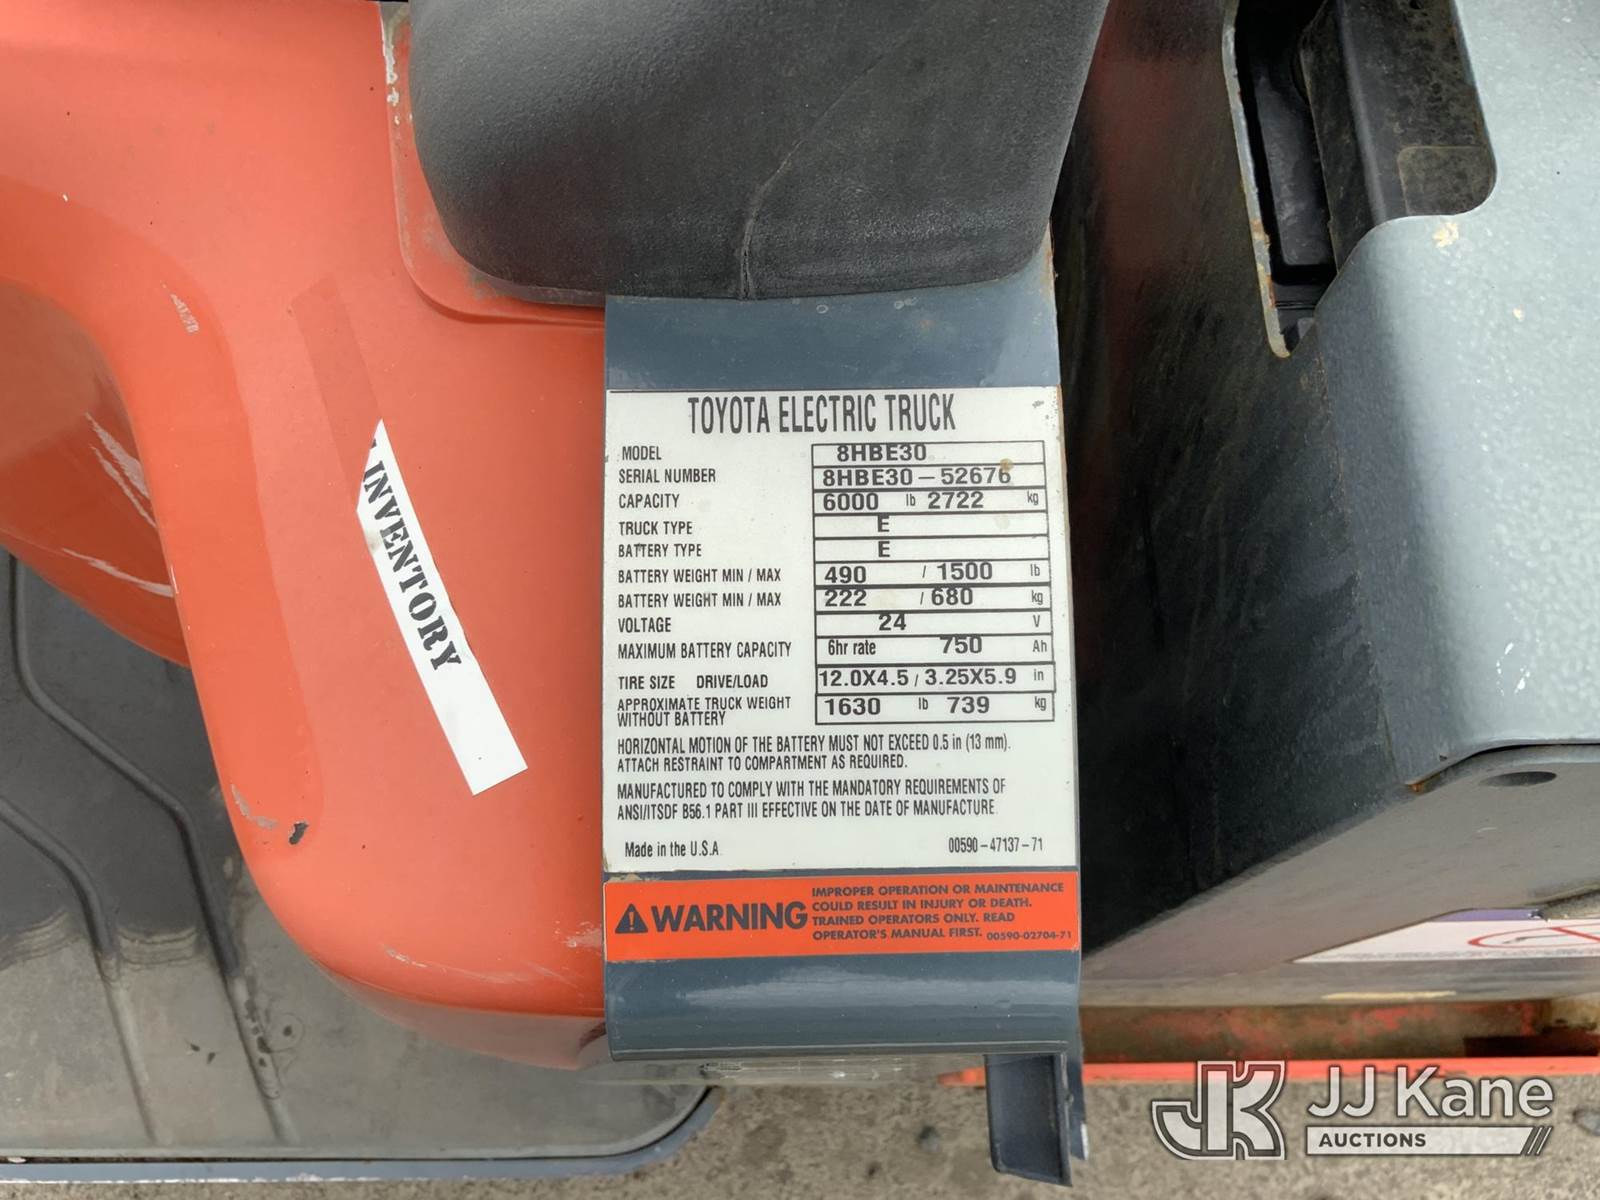 TOYOTA ELECTRIC TRUCK
MODEL 8HBE30
SERIAL NUMBER 8HBE30-52676
CAPACITY 6000 lb 2722 kg
TRUCK TYPE E
BATTERY TYPE E
BATTERY WEIGHT MIN / MAX 490 / 1500 lb
BATTERY WEIGHT MIN / MAX 222 / 680 kg
VOLTAGE 24 V
MAXIMUM BATTERY CAPACITY 6hr rate 750 Ah
TIRE SIZE DRIVE/LOAD 12.0X4.5 / 3.25X5.9 in
APPROXIMATE TRUCK WEIGHT
WITHOUT BATTERY 1630 lb 739 kg
HORIZONTAL MOTION OF THE BATTERY MUST NOT EXCEED 0.5 in (13 mm).
ATTACH RESTRAINT TO COMPARTMENT AS REQUIRED.
MANUFACTURED TO COMPLY WITH THE MANDATORY REQUIREMENTS OF
ANSI/ITSDF B56.1 PART III EFFECTIVE ON THE DATE OF MANUFACTURE
Made in the U.S.A. 00590-47137-71
WARNING
IMPROPER OPERATION OR MAINTENANCE
COULD RESULT IN INJURY OR DEATH.
TRAINED OPERATORS ONLY. READ
OPERATOR'S MANUAL FIRST. 00590-02704-71
INVENTORY
JK JJ Kane
AUCTIONS